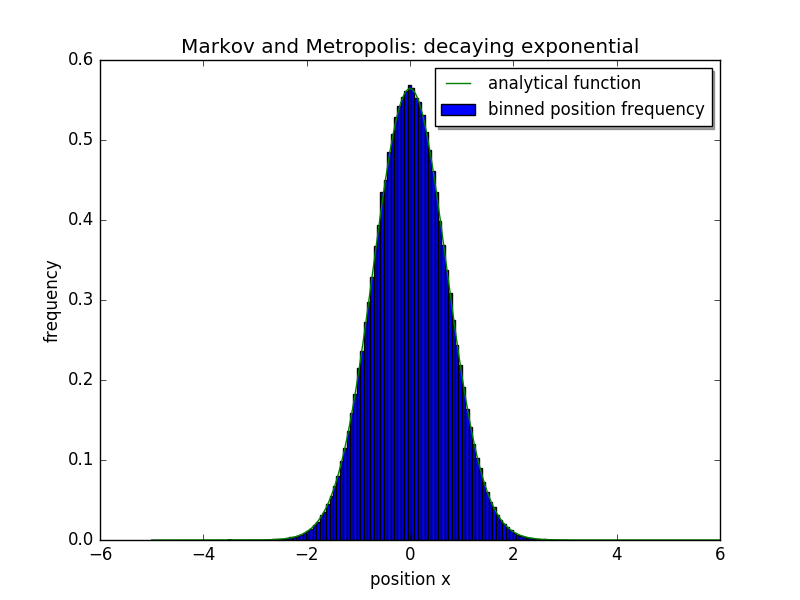 Markov and Metropolis: decaying exponential
analytical function
binned position frequency
frequency
0.6
0.5
0.4
0.3
0.2
0.1
0.0
−6 −4 −2 0 2 4 6
position x